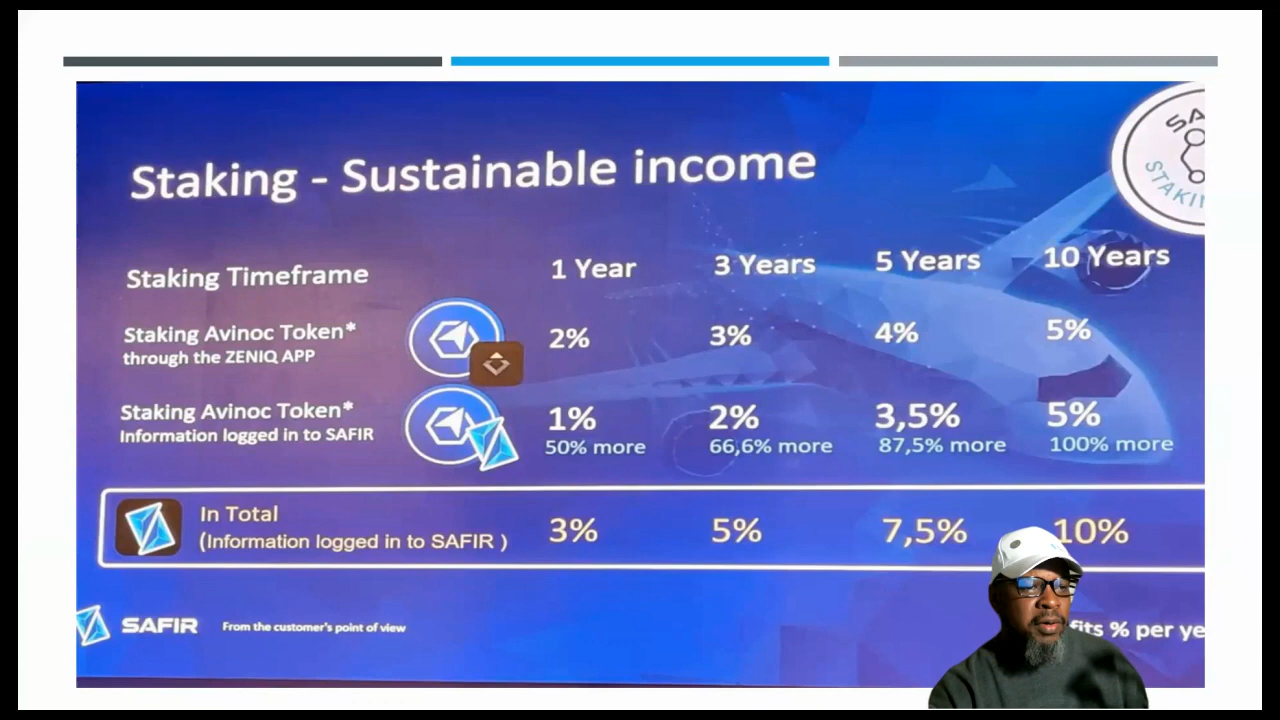 Staking - Sustainable income
Staking Timeframe 1 Year 3 Years 5 Years 10 Years
Staking Avinoc Token* 2% 3% 4% 5%
through the ZENIQ APP
Staking Avinoc Token* 1% 2% 3,5% 5%
Information logged in to SAFIR 50% more 66,6% more 87,5% more 100% more
In Total 3% 5% 7,5% 10%
(Information logged in to SAFIR )
SAFIR From the customer's point of view % per